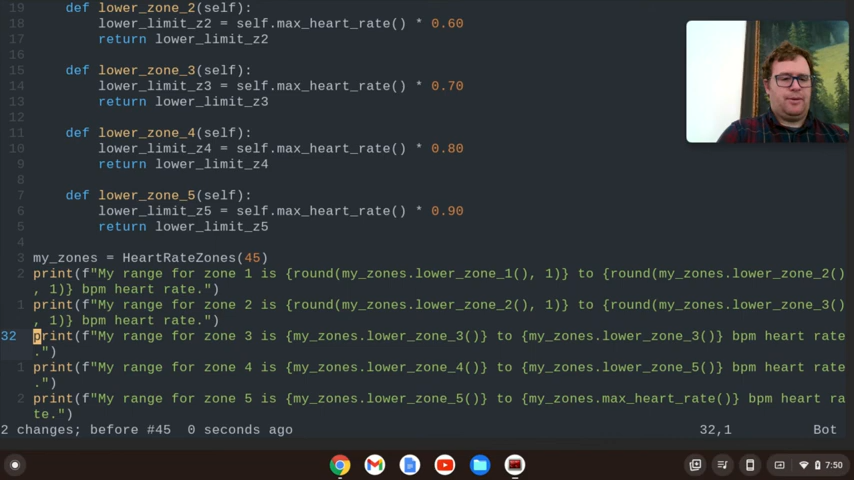 19     def lower_zone_2(self):
18         lower_limit_z2 = self.max_heart_rate() * 0.60
17         return lower_limit_z2
16
15     def lower_zone_3(self):
14         lower_limit_z3 = self.max_heart_rate() * 0.70
13         return lower_limit_z3
12
11     def lower_zone_4(self):
10         lower_limit_z4 = self.max_heart_rate() * 0.80
9         return lower_limit_z4
8
7     def lower_zone_5(self):
6         lower_limit_z5 = self.max_heart_rate() * 0.90
5         return lower_limit_z5
4
3 my_zones = HeartRateZones(45)
2 print(f"My range for zone 1 is {round(my_zones.lower_zone_1(), 1)} to {round(my_zones.lower_zone_2()
, 1)} bpm heart rate.")
1 print(f"My range for zone 2 is {round(my_zones.lower_zone_2(), 1)} to {round(my_zones.lower_zone_3()
, 1)} bpm heart rate.")
32 print(f"My range for zone 3 is {my_zones.lower_zone_3()} to {my_zones.lower_zone_3()} bpm heart rate
.")
1 print(f"My range for zone 4 is {my_zones.lower_zone_4()} to {my_zones.lower_zone_5()} bpm heart rate
.")
2 print(f"My range for zone 5 is {my_zones.lower_zone_5()} to {my_zones.max_heart_rate()} bpm heart ra
te.")
2 changes; before #45  0 seconds ago 32,1 Bot
7:50